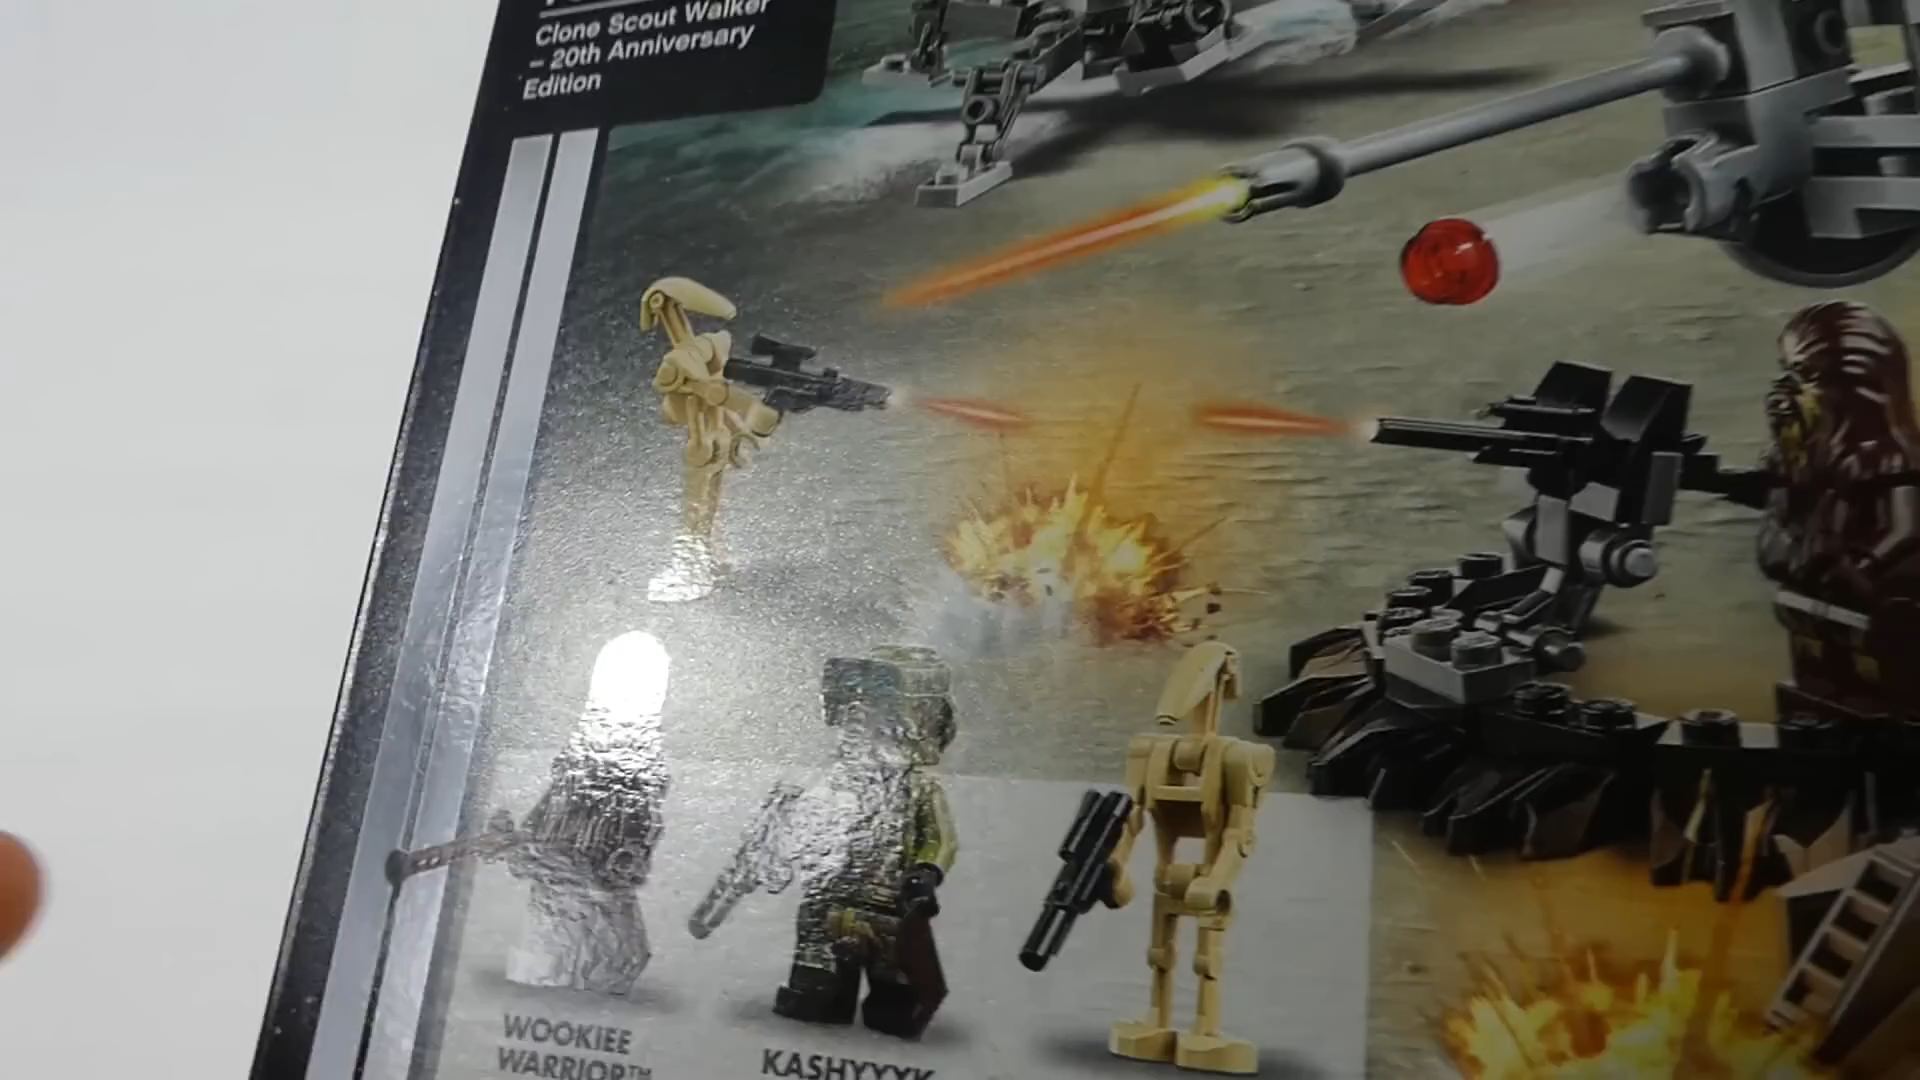 Clone Scout Walker
– 20th Anniversary
Edition
WOOKIEE
WARRIOR™
KASHYYYK